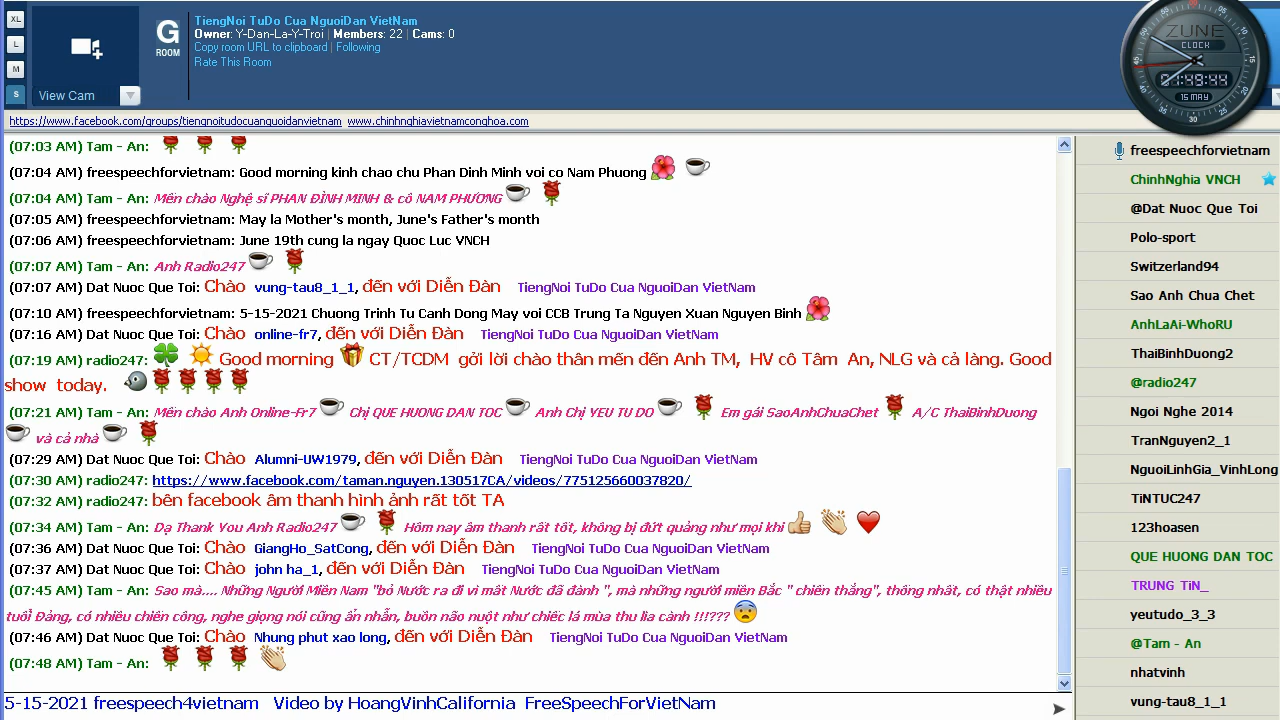 XL
L
M
S
View Cam
G
ROOM
TiengNoi TuDo Cua NguoiDan VietNam
Owner: Y-Dan-La-Y-Troi | Members: 22 | Cams: 0
Copy room URL to clipboard | Following
Rate This Room
ZUNE
CLOCK
15 MAY
https://www.facebook.com/groups/tiengnoitudocuanguoidanvietnam www.chinhnghiavietnamconghoa.com
(07:03 AM) Tam - An:
(07:04 AM) freespeechforvietnam: Good morning kinh chao chu Phan Dinh Minh voi co Nam Phuong
(07:04 AM) Tam - An: Mến chào Nghệ sĩ PHAN ĐÌNH MINH & cô NAM PHƯƠNG
(07:05 AM) freespeechforvietnam: May la Mother's month, June's Father's month
(07:06 AM) freespeechforvietnam: June 19th cung la ngay Quoc Luc VNCH
(07:07 AM) Tam - An: Anh Radio247
(07:07 AM) Dat Nuoc Que Toi: Chào vung-tau8_1_1, đến với Diễn Đàn TiengNoi TuDo Cua NguoiDan VietNam
(07:10 AM) freespeechforvietnam: 5-15-2021 Chuong Trinh Tu Canh Dong May voi CCB Trung Ta Nguyen Xuan Nguyen Binh
(07:16 AM) Dat Nuoc Que Toi: Chào online-fr7, đến với Diễn Đàn TiengNoi TuDo Cua NguoiDan VietNam
(07:19 AM) radio247: Good morning CT/TCDM gởi lời chào thân mến đến Anh TM, HV cô Tâm An, NLG và cả làng. Good
show today.
(07:21 AM) Tam - An: Mến chào Anh Online-Fr7 Chị QUE HUONG DAN TOC Anh Chị YEU TU DO Em gái SaoAnhChuaChet A/C ThaiBinhDuong
và cả nhà
(07:29 AM) Dat Nuoc Que Toi: Chào Alumni-UW1979, đến với Diễn Đàn TiengNoi TuDo Cua NguoiDan VietNam
(07:30 AM) radio247: https://www.facebook.com/taman.nguyen.130517CA/videos/775125660037820/
(07:32 AM) radio247: bên facebook âm thanh hình ảnh rất tốt TA
(07:34 AM) Tam - An: Dạ Thank You Anh Radio247 Hôm nay âm thanh rất tốt, không bị đứt quảng như mọi khi
(07:36 AM) Dat Nuoc Que Toi: Chào GiangHo_SatCong, đến với Diễn Đàn TiengNoi TuDo Cua NguoiDan VietNam
(07:37 AM) Dat Nuoc Que Toi: Chào john ha_1, đến với Diễn Đàn TiengNoi TuDo Cua NguoiDan VietNam
(07:45 AM) Tam - An: Sao mà.... Những Người Miền Nam "bỏ Nước ra đi vì mất Nước đã đành ", mà những người miền Bắc " chiến thắng", thống nhất, có thật nhiều
tuổi Đảng, có nhiều chiến công, nghe giọng nói cũng ẩn nhẫn, buồn não nuột như chiếc lá mùa thu lìa cành !!!???
(07:46 AM) Dat Nuoc Que Toi: Chào Nhung phut xao long, đến với Diễn Đàn TiengNoi TuDo Cua NguoiDan VietNam
(07:48 AM) Tam - An:
5-15-2021 freespeech4vietnam Video by HoangVinhCalifornia FreeSpeechForVietNam
freespeechforvietnam
ChinhNghia VNCH
@Dat Nuoc Que Toi
Polo-sport
Switzerland94
Sao Anh Chua Chet
AnhLaAi-WhoRU
ThaiBinhDuong2
@radio247
Ngoi Nghe 2014
TranNguyen2_1
NguoiLinhGia_VinhLong
TiNTUC247
123hoasen
QUE HUONG DAN TOC
TRUNG TiN_
yeutudo_3_3
@Tam - An
nhatvinh
vung-tau8_1_1